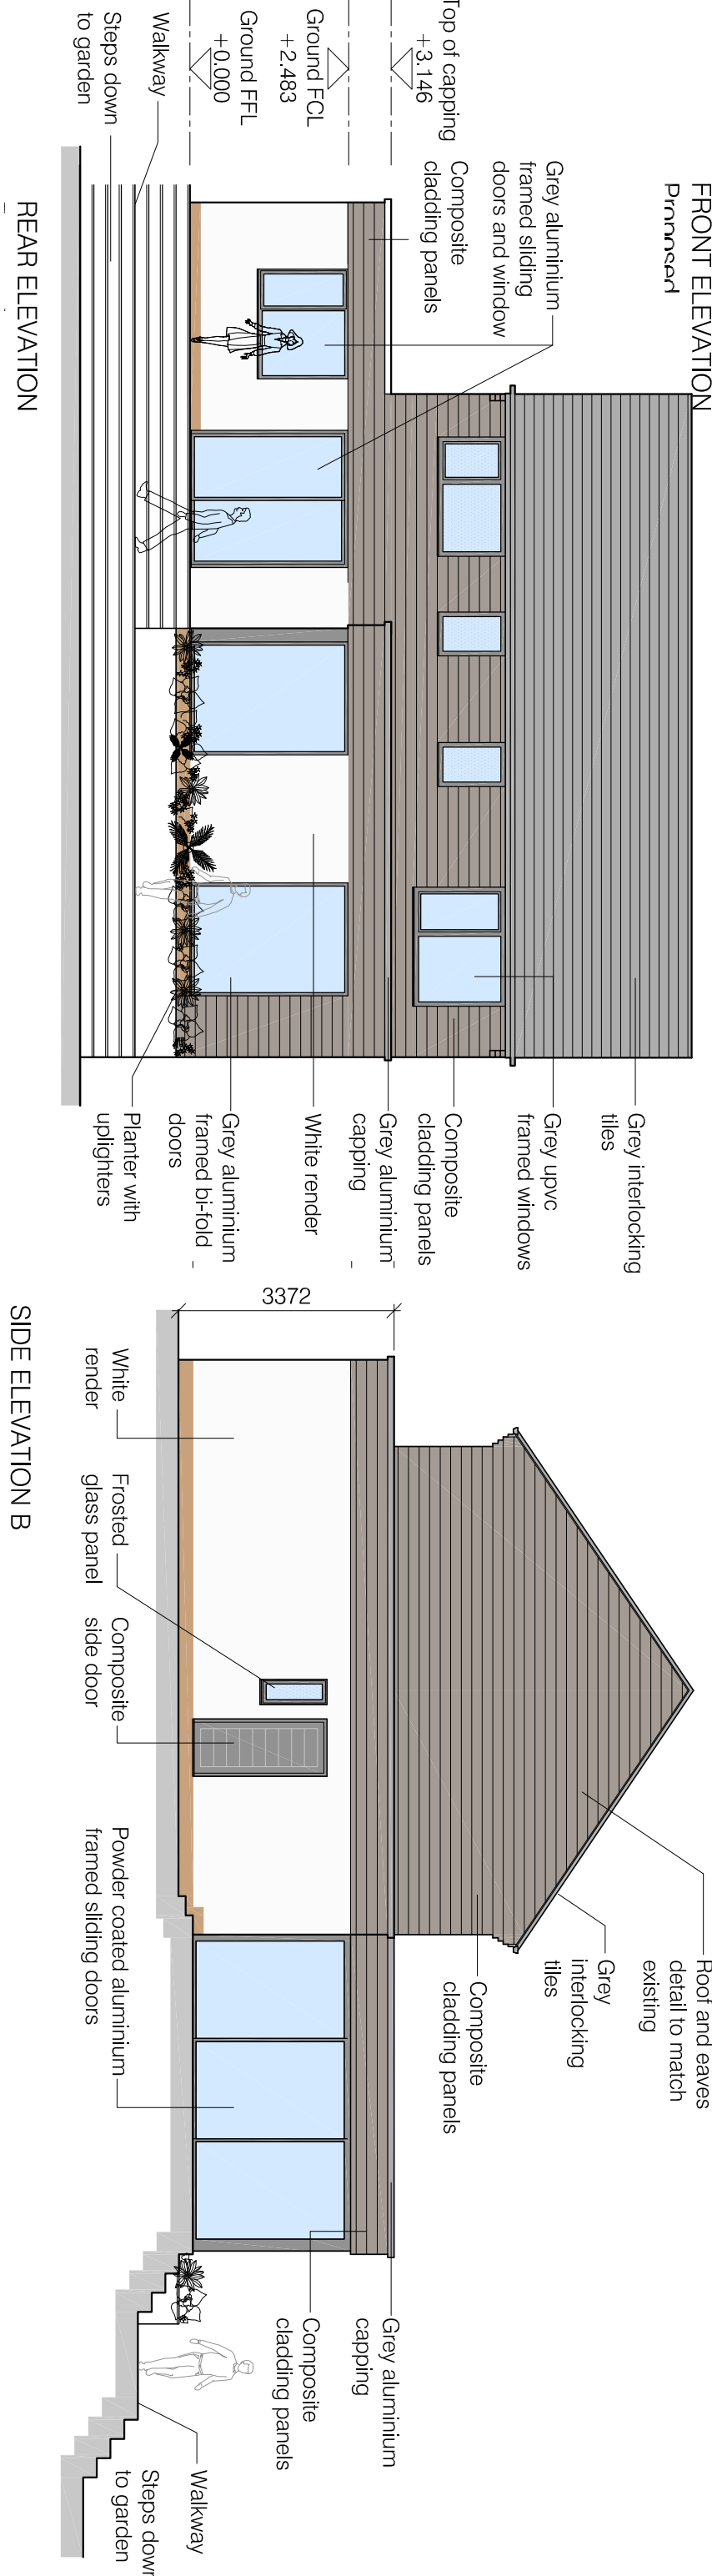 FRONT ELEVATION
Proposed
Top of capping
+3.146
Ground FCL
+2.483
Ground FFL
+0.000
Walkway
Steps down
to garden
Grey aluminium
framed sliding
doors and window
Composite
cladding panels
Grey interlocking
tiles
Grey upvc
framed windows
Composite
cladding panels
Grey aluminium
capping
White render
Grey aluminium
framed bi-fold
doors
Planter with
uplighters
REAR ELEVATION
3372
White
render
Frosted
glass panel
Composite
side door
Powder coated aluminium
framed sliding doors
Roof and eaves
detail to match
existing
Grey
interlocking
tiles
Composite
cladding panels
Grey aluminium
capping
Composite
cladding panels
Walkway
Steps down
to garden
SIDE ELEVATION B